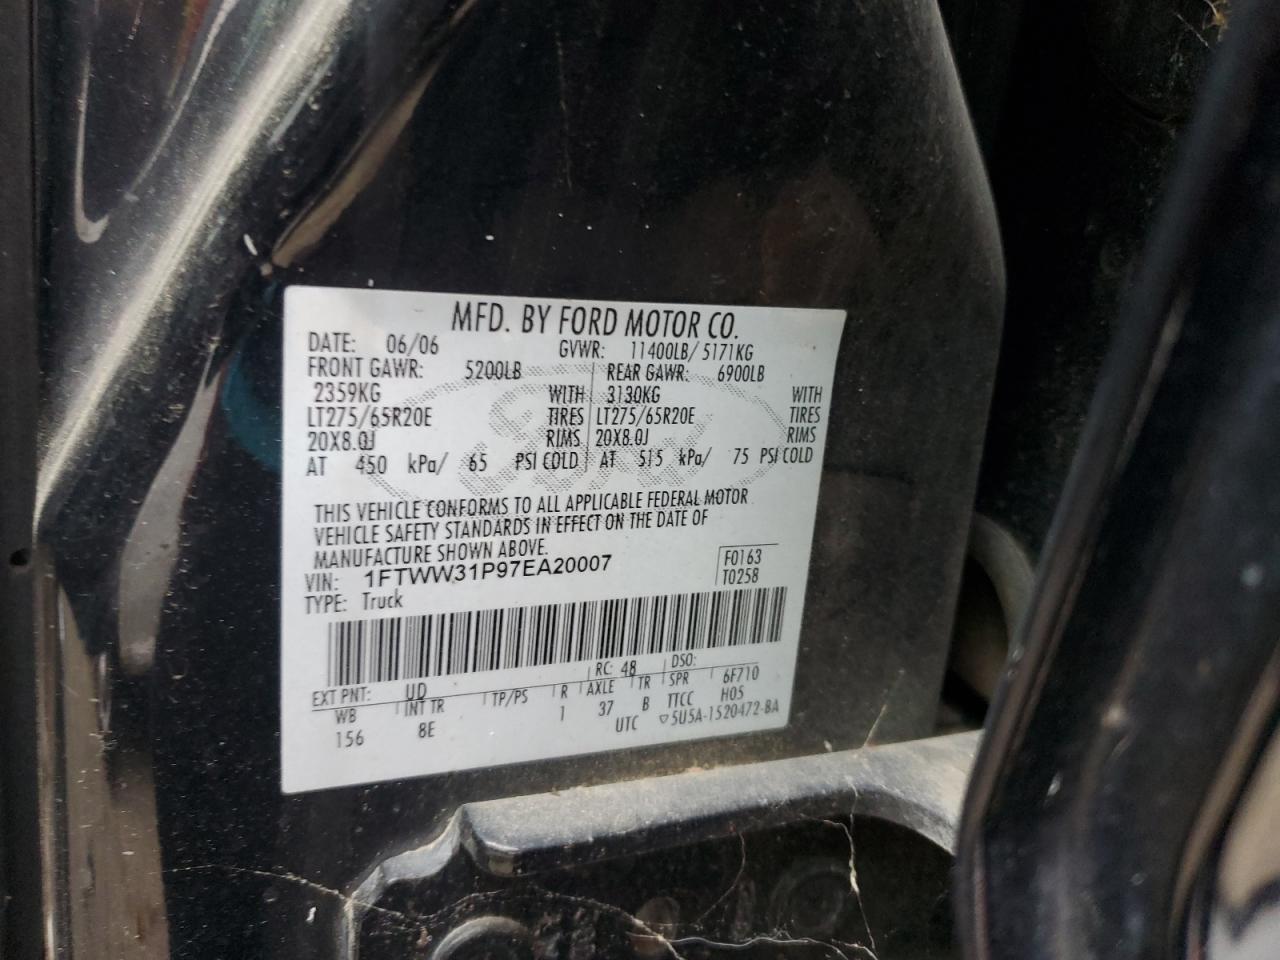 MFD. BY FORD MOTOR CO.
DATE: 06/06 GVWR: 11400LB/ 5171KG
FRONT GAWR: 5200LB REAR GAWR: 6900LB
2359KG WITH 3130KG WITH
LT275/65R20E TIRES LT275/65R20E TIRES
20X8.0J RIMS 20X8.0J RIMS
AT 450 kPa/ 65 PSI COLD AT 515 kPa/ 75 PSI COLD
THIS VEHICLE CONFORMS TO ALL APPLICABLE FEDERAL MOTOR
VEHICLE SAFETY STANDARDS IN EFFECT ON THE DATE OF
MANUFACTURE SHOWN ABOVE.
VIN: 1FTWW31P97EA20007 F0163
TYPE: Truck T0258
EXT PNT: UD RC: 48 DSO:
WB INT TR TP/PS R AXLE TR SPR 6F710
156 8E 1 37 B TTCC H05
UTC ▽5U5A-1520472-BA